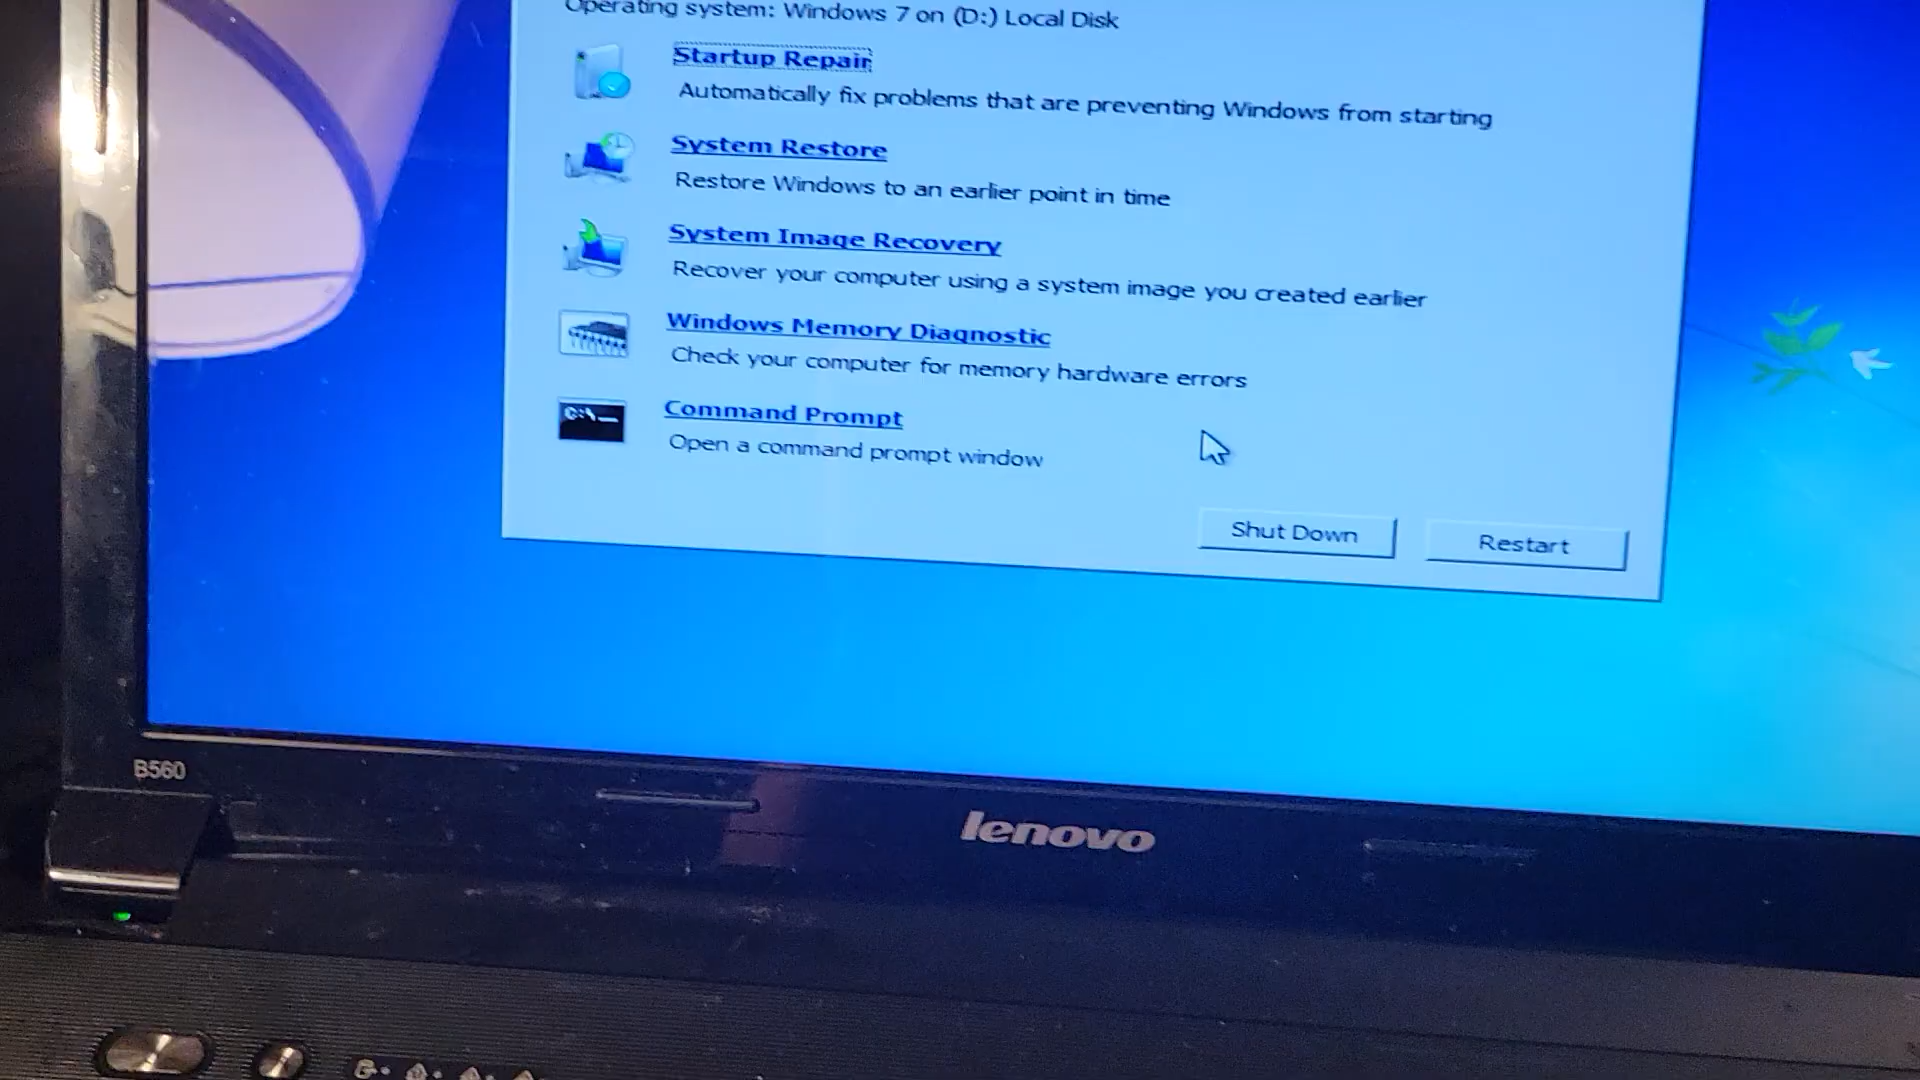 Operating system: Windows 7 on (D:) Local Disk
Startup Repair
Automatically fix problems that are preventing Windows from starting
System Restore
Restore Windows to an earlier point in time
System Image Recovery
Recover your computer using a system image you created earlier
Windows Memory Diagnostic
Check your computer for memory hardware errors
C:\_
Command Prompt
Open a command prompt window
Shut Down
Restart
B560
lenovo